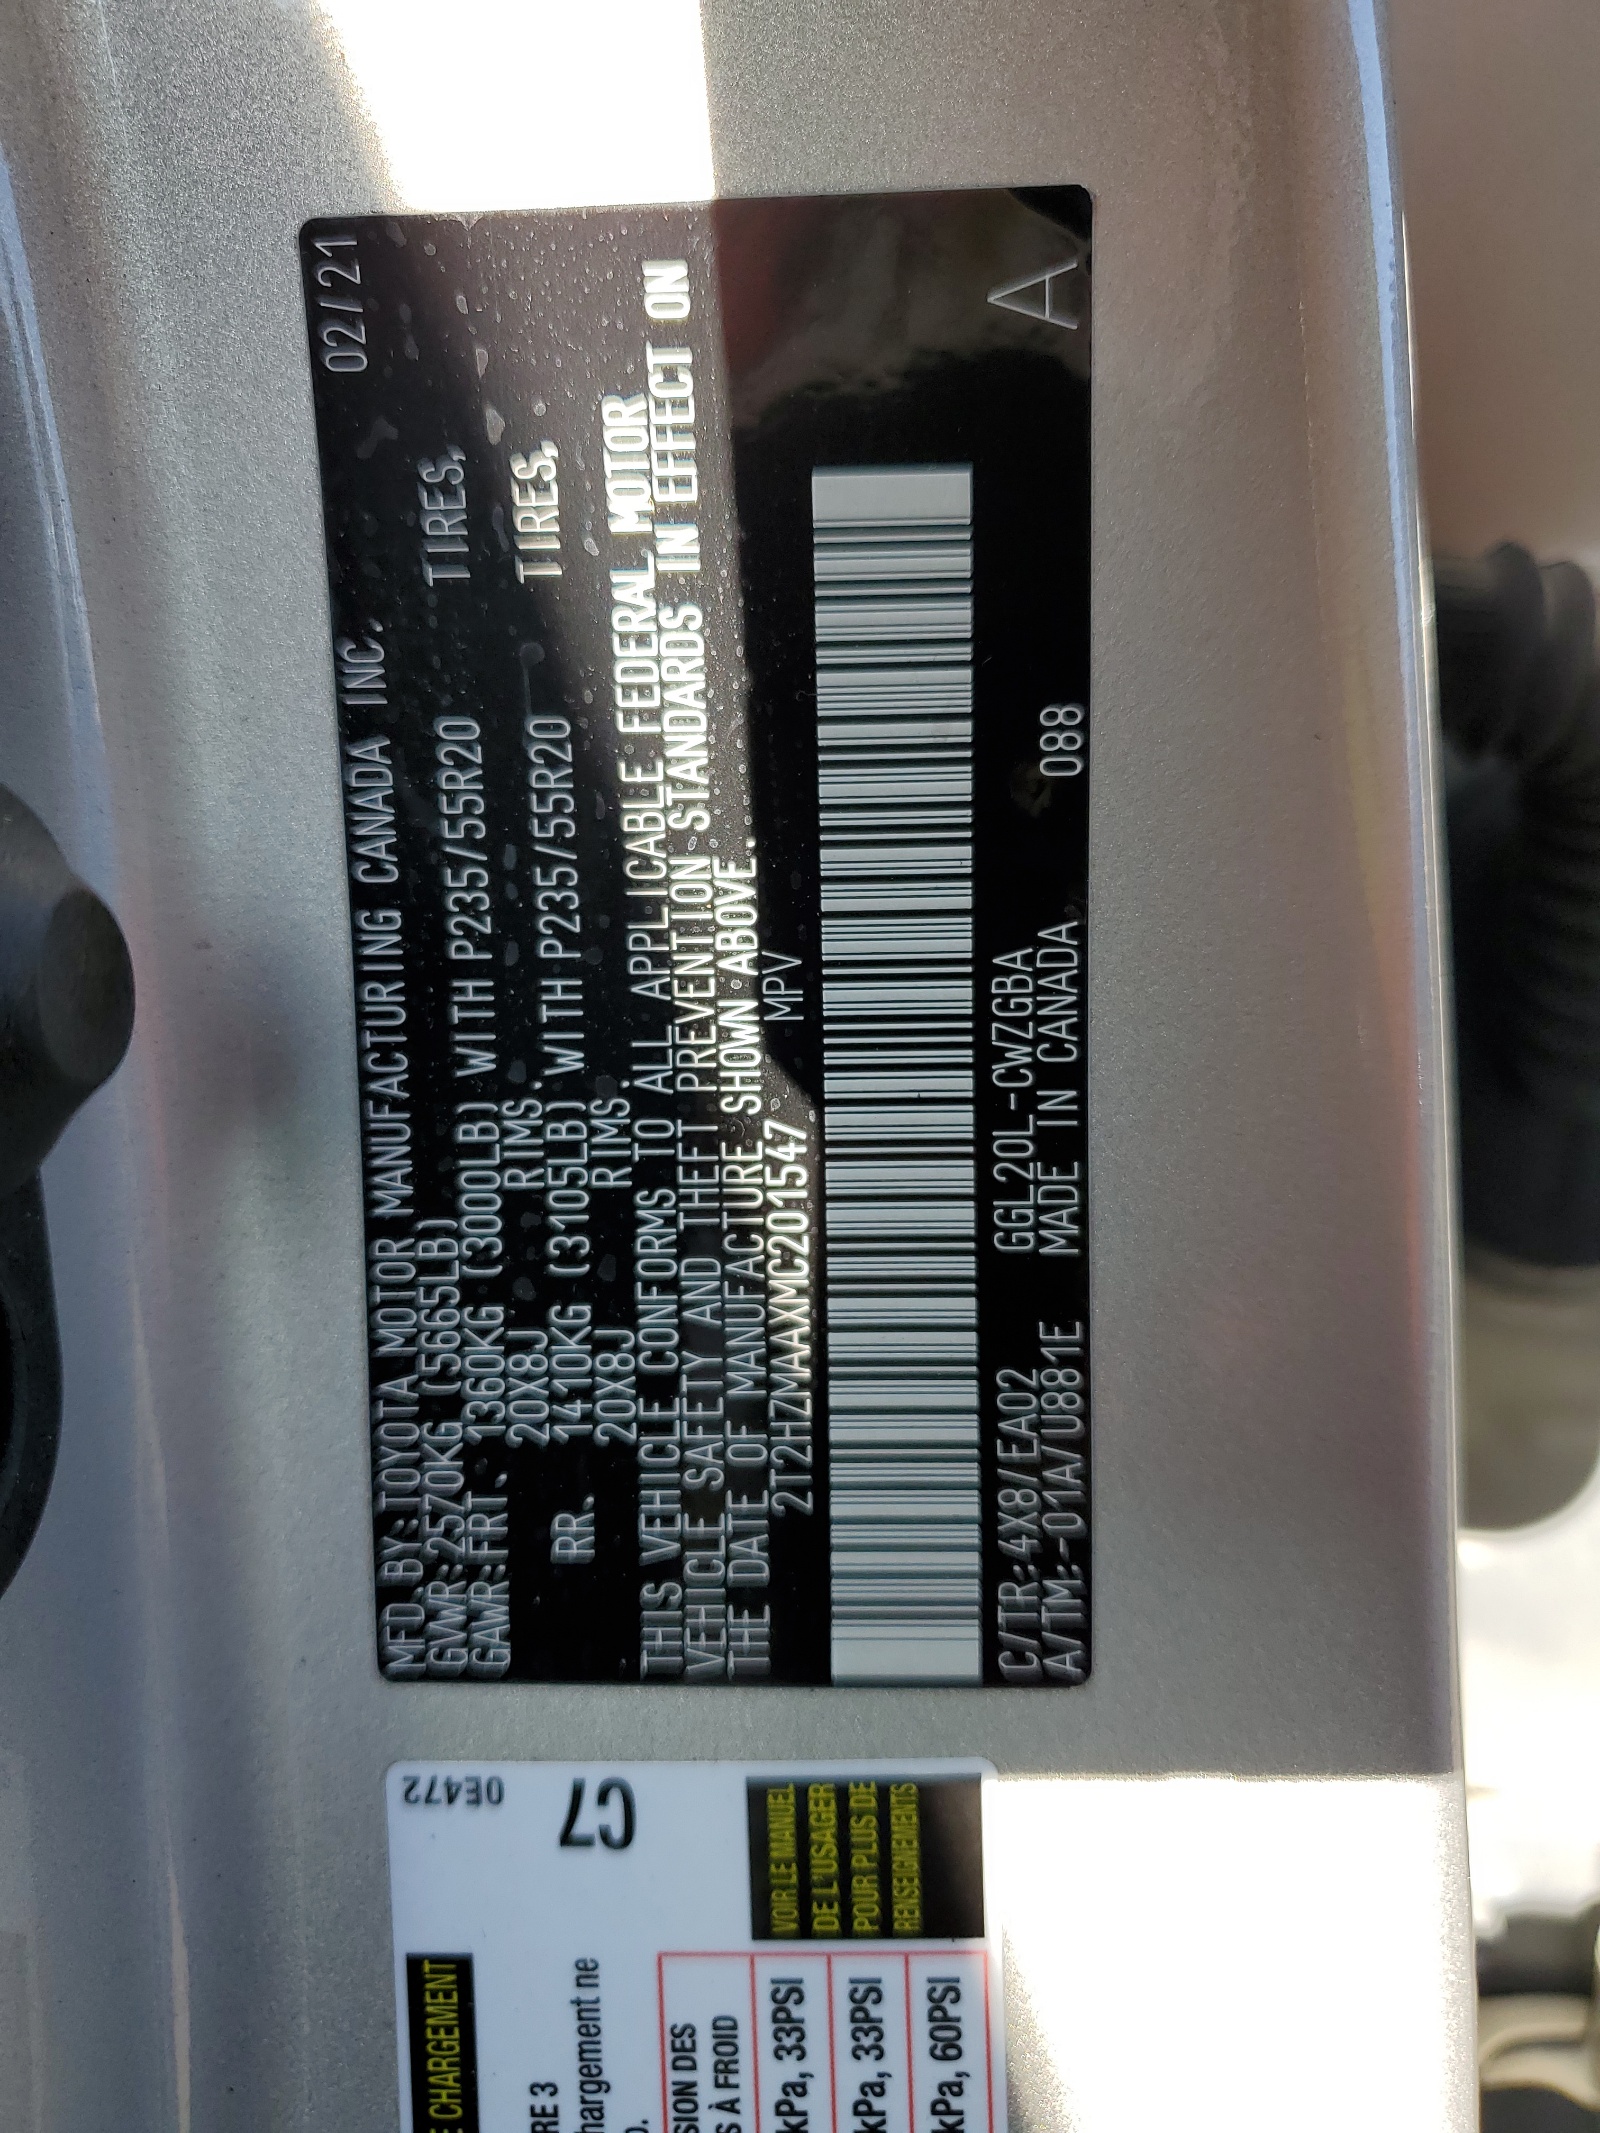 MFD.BY:TOYOTA MOTOR MANUFACTURING CANADA INC. 02/21
GVWR:2570KG (5665LB)
GAWR:FRT. 1360KG (3000LB) WITH P235/55R20 TIRES,
20X8J RIMS.
RR. 1410KG (3105LB) WITH P235/55R20 TIRES,
20X8J RIMS.
THIS VEHICLE CONFORMS TO ALL APPLICABLE FEDERAL MOTOR
VEHICLE SAFETY AND THEFT PREVENTION STANDARDS IN EFFECT ON
THE DATE OF MANUFACTURE SHOWN ABOVE.
2T2HZMAAXMC201547 MPV
C/TR:4X8/EA02 GGL20L-CWZGBA
A/TM:-01A/U881E MADE IN CANADA 088 A
0E472
C7
E CHARGEMENT
RE 3
hargement ne
0.
SION DES
S À FROID
kPa, 33PSI
kPa, 33PSI
kPa, 60PSI
VOIR LE MANUEL
DE L'USAGER
POUR PLUS DE
RENSEIGNEMENTS